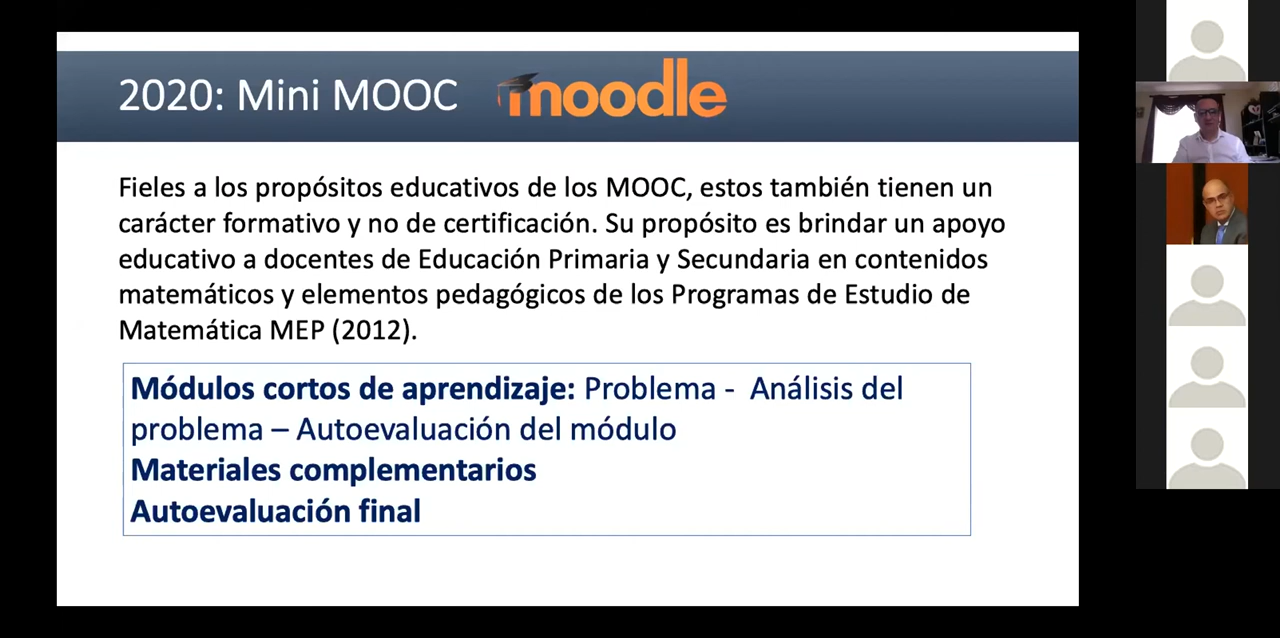 2020: Mini MOOC moodle
Fieles a los propósitos educativos de los MOOC, estos también tienen un
carácter formativo y no de certificación. Su propósito es brindar un apoyo
educativo a docentes de Educación Primaria y Secundaria en contenidos
matemáticos y elementos pedagógicos de los Programas de Estudio de
Matemática MEP (2012).
Módulos cortos de aprendizaje: Problema - Análisis del
problema – Autoevaluación del módulo
Materiales complementarios
Autoevaluación final